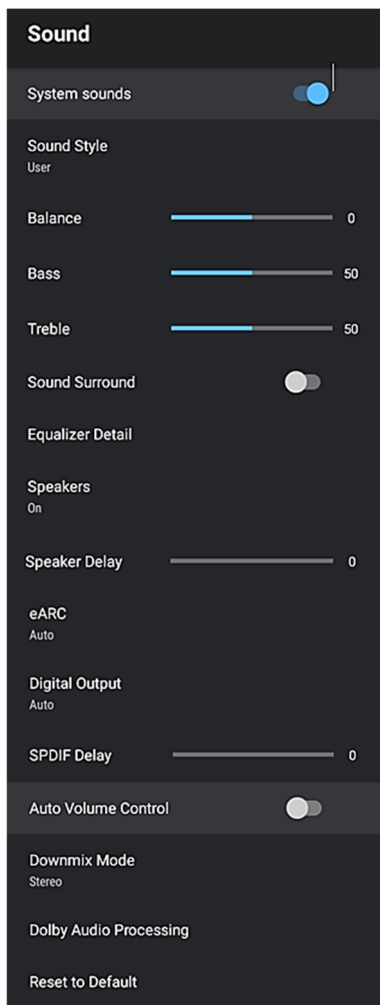 Sound
System sounds
Sound Style
User
Balance 0
Bass 50
Treble 50
Sound Surround
Equalizer Detail
Speakers
On
Speaker Delay 0
eARC
Auto
Digital Output
Auto
SPDIF Delay 0
Auto Volume Control
Downmix Mode
Stereo
Dolby Audio Processing
Reset to Default